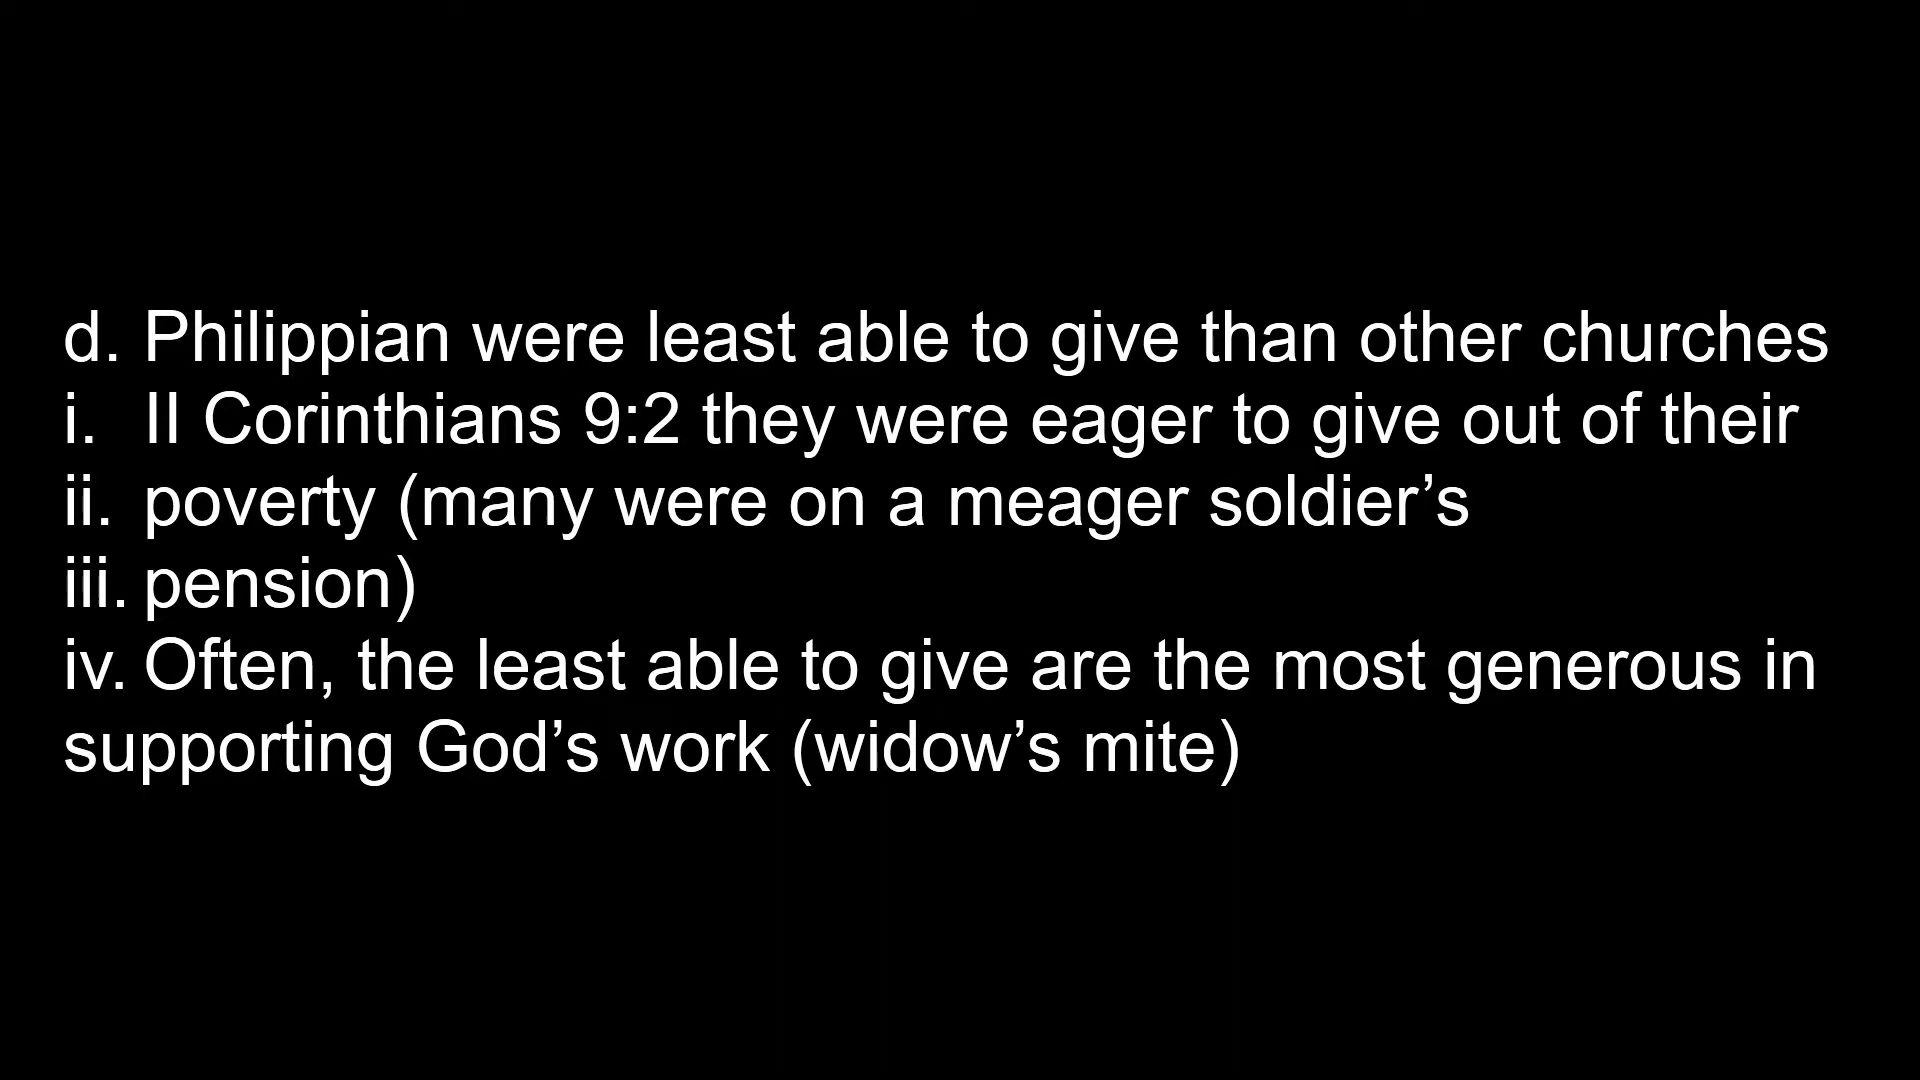 d. Philippian were least able to give than other churches
i. II Corinthians 9:2 they were eager to give out of their
ii. poverty (many were on a meager soldier’s
iii. pension)
iv. Often, the least able to give are the most generous in
supporting God’s work (widow’s mite)